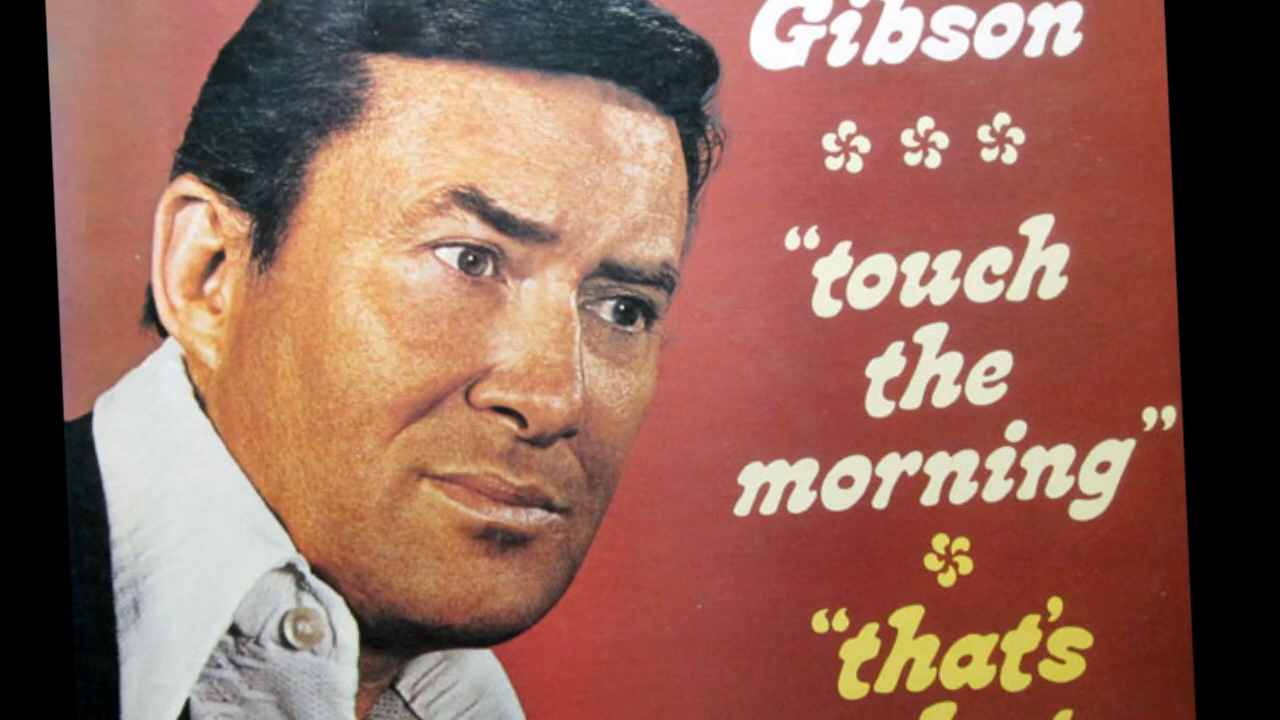 Gibson
“touch
the
morning”
“that's